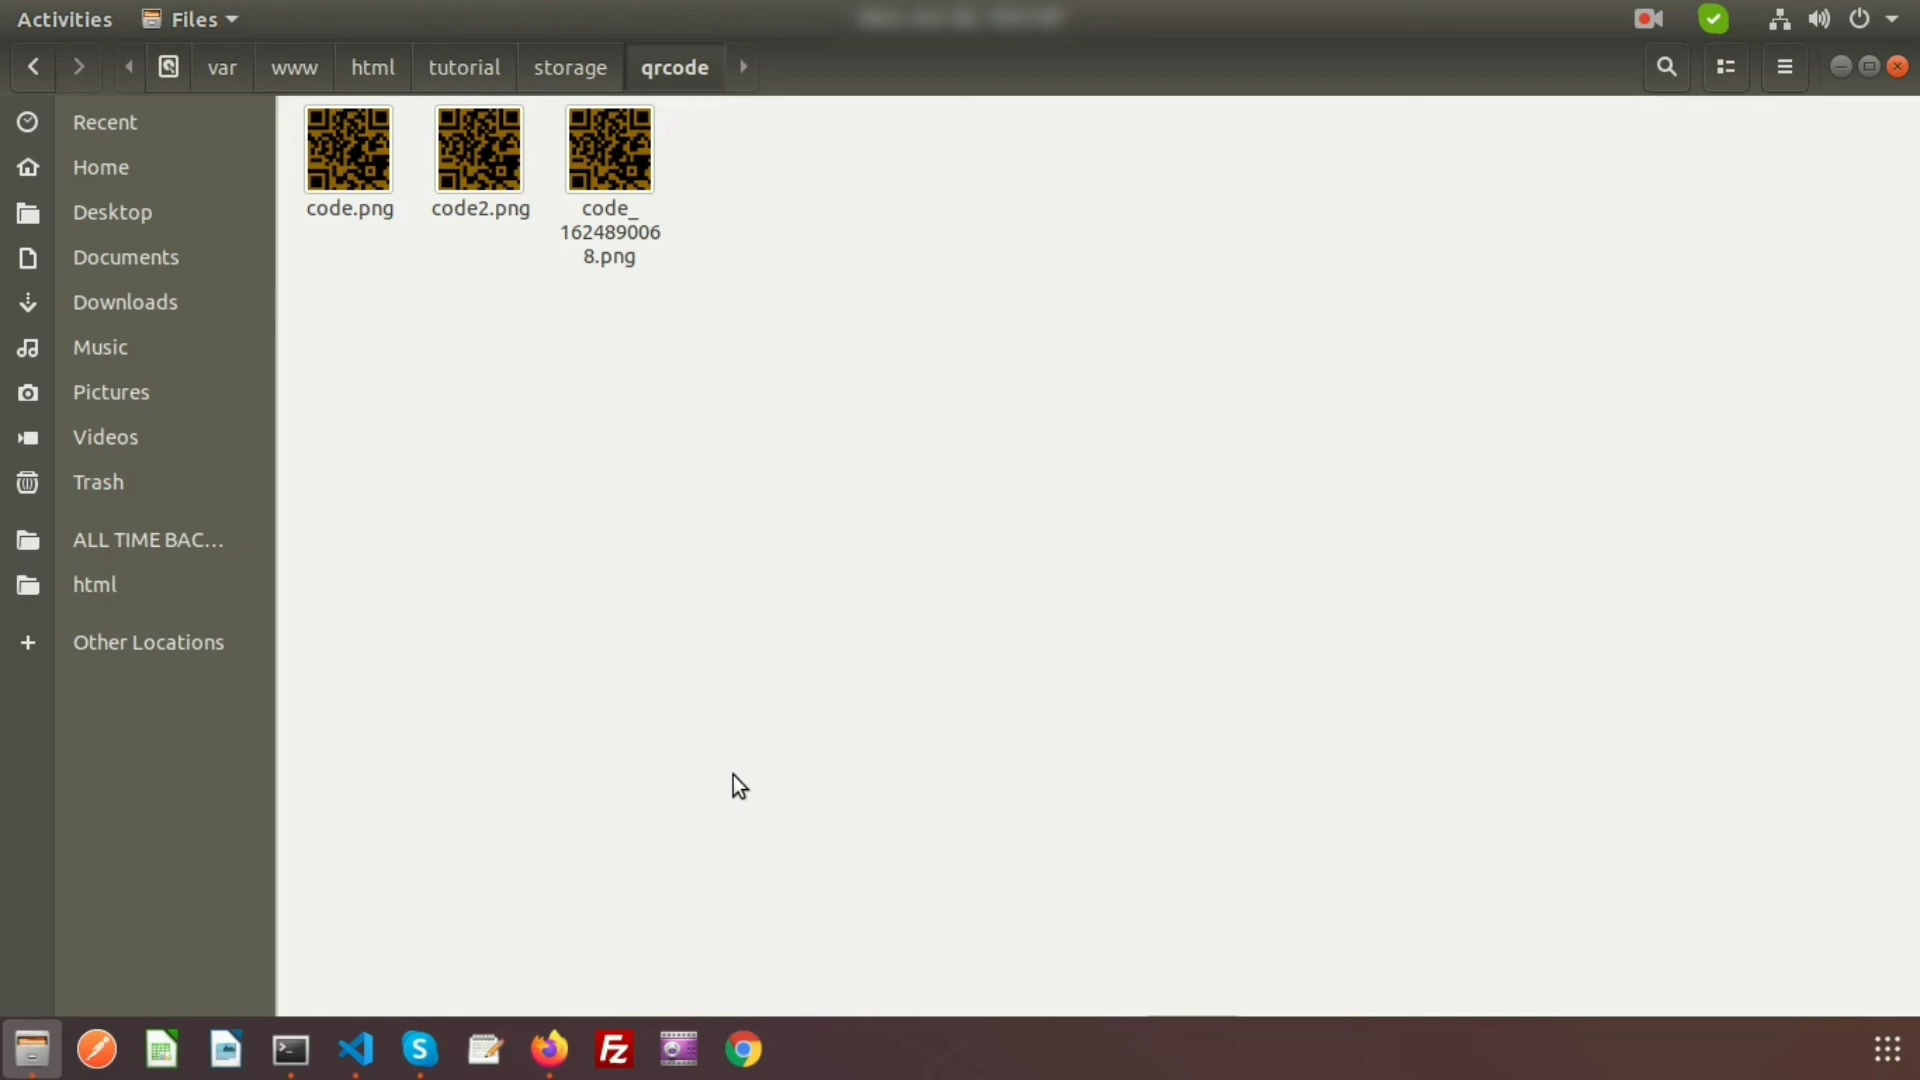 Activities Files
var www html tutorial storage qrcode
Recent
Home
Desktop
Documents
Downloads
Music
Pictures
Videos
Trash
ALL TIME BAC...
html
Other Locations
code.png code2.png code_
162489006
8.png